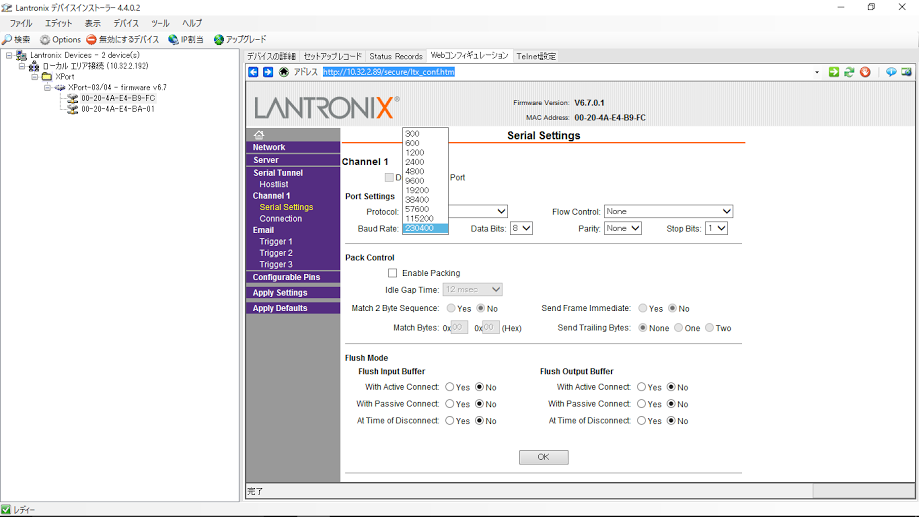 Lantronix デバイスインストーラー 4.4.0.2
ファイル エディット 表示 デバイス ツール ヘルプ
検索 Options 無効にするデバイス IP割当 アップグレード
Lantronix Devices - 2 device(s)
ローカル エリア接続 (10.32.2.192)
XPort
XPort-03/04 - firmware v6.7
00-20-4A-E4-B9-FC
00-20-4A-E4-BA-01
デバイスの詳細 セットアップレコード Status Records Webコンフィギュレーション Telnet設定
アドレス http://10.32.2.89/secure/ltx_conf.htm
LANTRONIX®
Firmware Version: V6.7.0.1
MAC Address: 00-20-4A-E4-B9-FC
Network
Server
Serial Tunnel
Hostlist
Channel 1
Serial Settings
Connection
Email
Trigger 1
Trigger 2
Trigger 3
Configurable Pins
Apply Settings
Apply Defaults
Serial Settings
Channel 1
D Port
Port Settings
Protocol:
Flow Control: None
Baud Rate:
300
600
1200
2400
4800
9600
19200
38400
57600
115200
230400
Data Bits: 8 Parity: None Stop Bits: 1
Pack Control
Enable Packing
Idle Gap Time: 12 msec
Match 2 Byte Sequence: Yes No Send Frame Immediate: Yes No
Match Bytes: 0x00 0x00 (Hex) Send Trailing Bytes: None One Two
Flush Mode
Flush Input Buffer Flush Output Buffer
With Active Connect: Yes No With Active Connect: Yes No
With Passive Connect: Yes No With Passive Connect: Yes No
At Time of Disconnect: Yes No At Time of Disconnect: Yes No
OK
完了
レディー